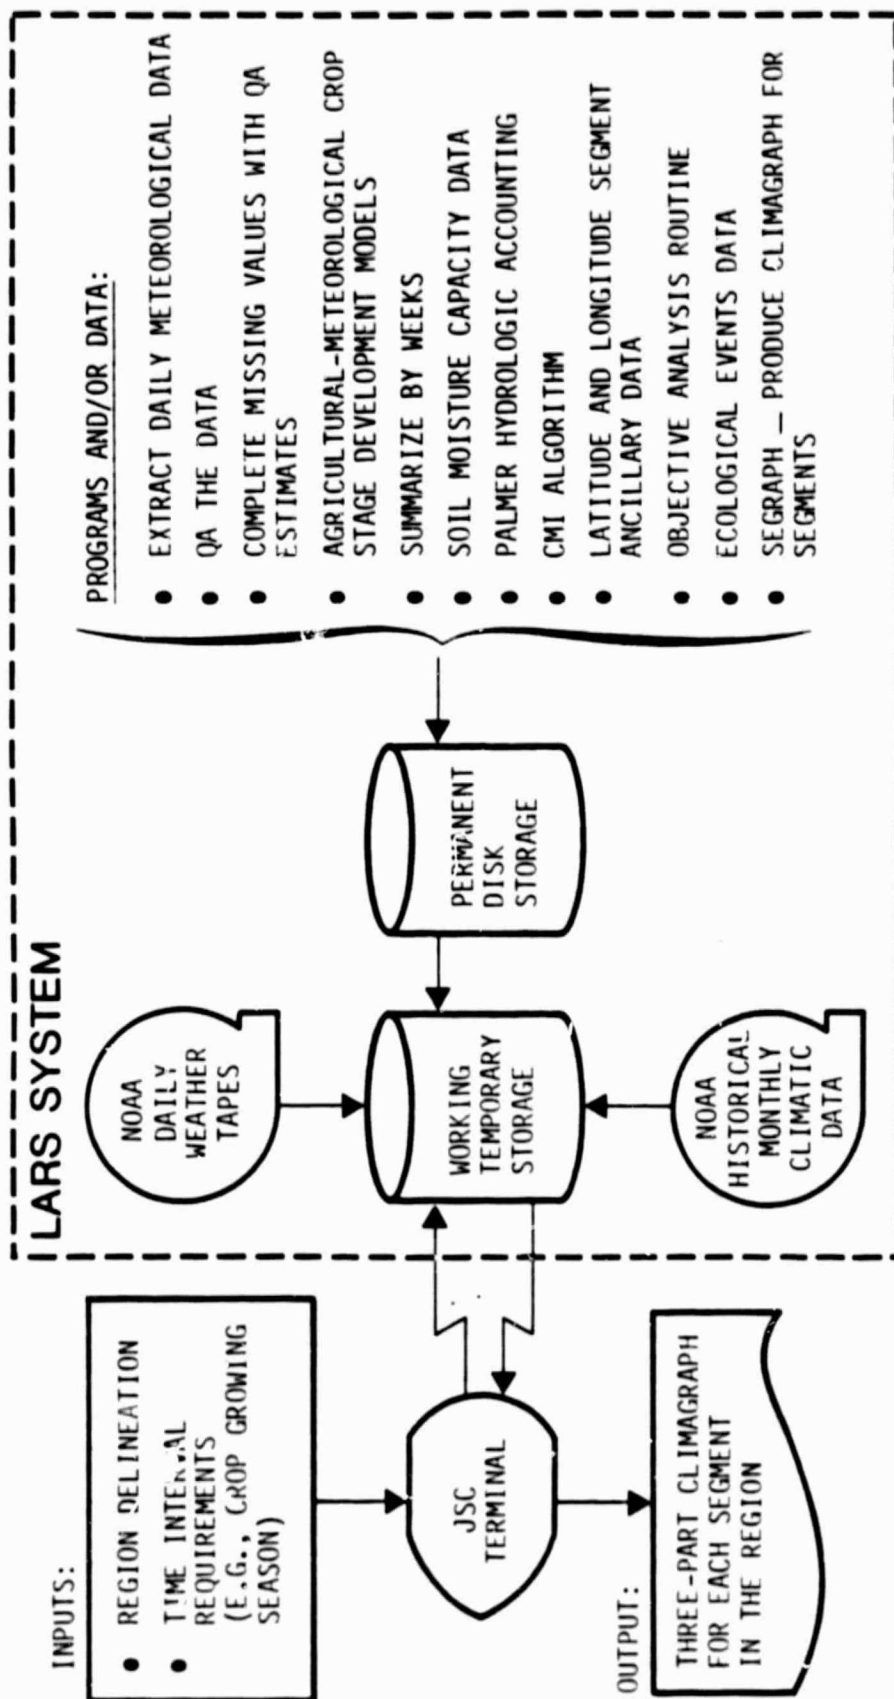 LARS SYSTEM
INPUTS:
• REGION DELINEATION
• TIME INTERVAL
REQUIREMENTS
(E.G., CROP GROWING
SEASON)
JSC
TERMINAL
OUTPUT:
THREE-PART CLIMAGRAPH
FOR EACH SEGMENT
IN THE REGION
NOAA
DAILY
WEATHER
TAPES
WORKING
TEMPORARY
STORAGE
NOAA
HISTORICAL
MONTHLY
CLIMATIC
DATA
PERMANENT
DISK
STORAGE
PROGRAMS AND/OR DATA:
• EXTRACT DAILY METEOROLOGICAL DATA
• QA THE DATA
• COMPLETE MISSING VALUES WITH QA
ESTIMATES
• AGRICULTURAL-METEOROLOGICAL CROP
STAGE DEVELOPMENT MODELS
• SUMMARIZE BY WEEKS
• SOIL MOISTURE CAPACITY DATA
• PALMER HYDROLOGIC ACCOUNTING
• CMI ALGORITHM
• LATITUDE AND LONGITUDE SEGMENT
ANCILLARY DATA
• OBJECTIVE ANALYSIS ROUTINE
• ECOLOGICAL EVENTS DATA
• SEGRAPH — PRODUCE CLIMAGRAPH FOR
SEGMENTS